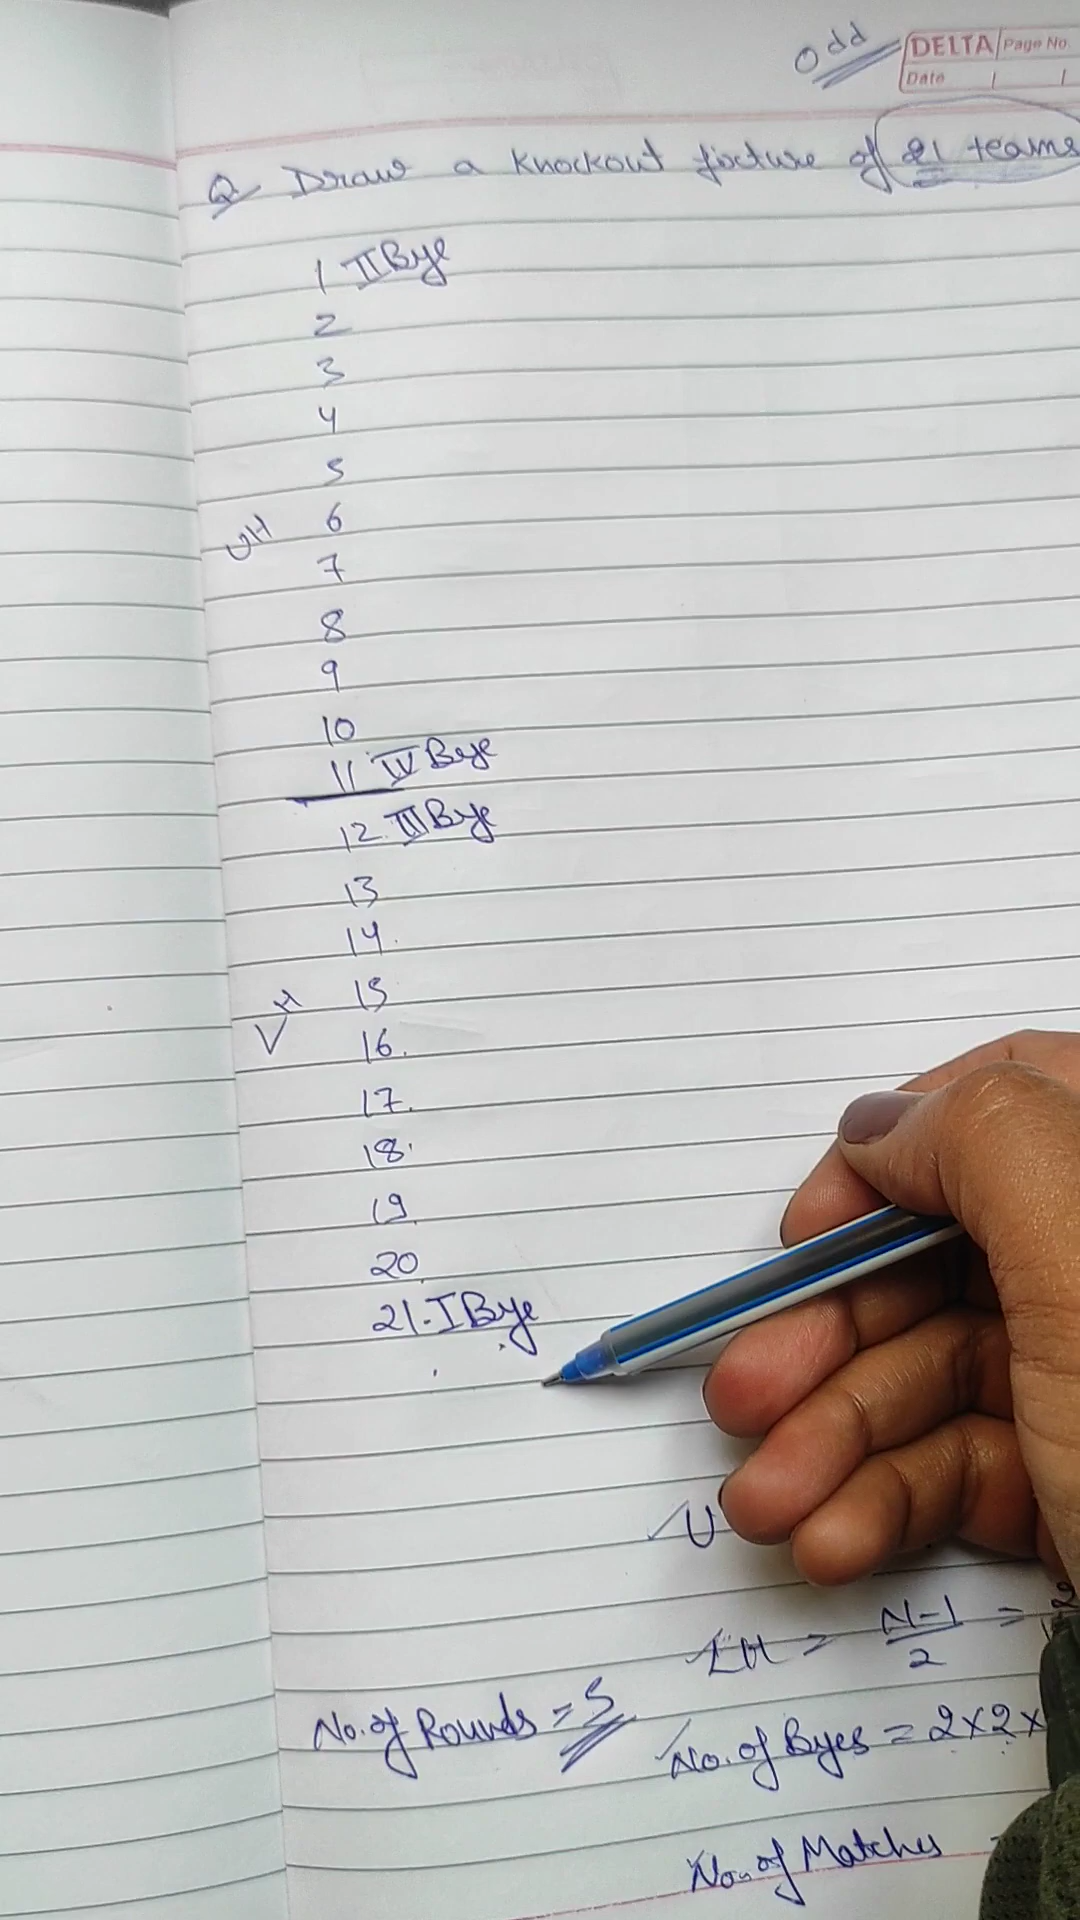 Odd
DELTA Page No.
Date
Q Draw a Knockout fixture of 21 teams
1 II Bye
2
3
4
5
UH 6
7
8
9
10
11 IV Bye
12. III Bye
13
14.
15
VH
16.
17.
18.
19.
20
21. I Bye
U
LH = N-1/2 = 2
No. of Rounds = 5
No. of Byes = 2x2x
No. of Matches